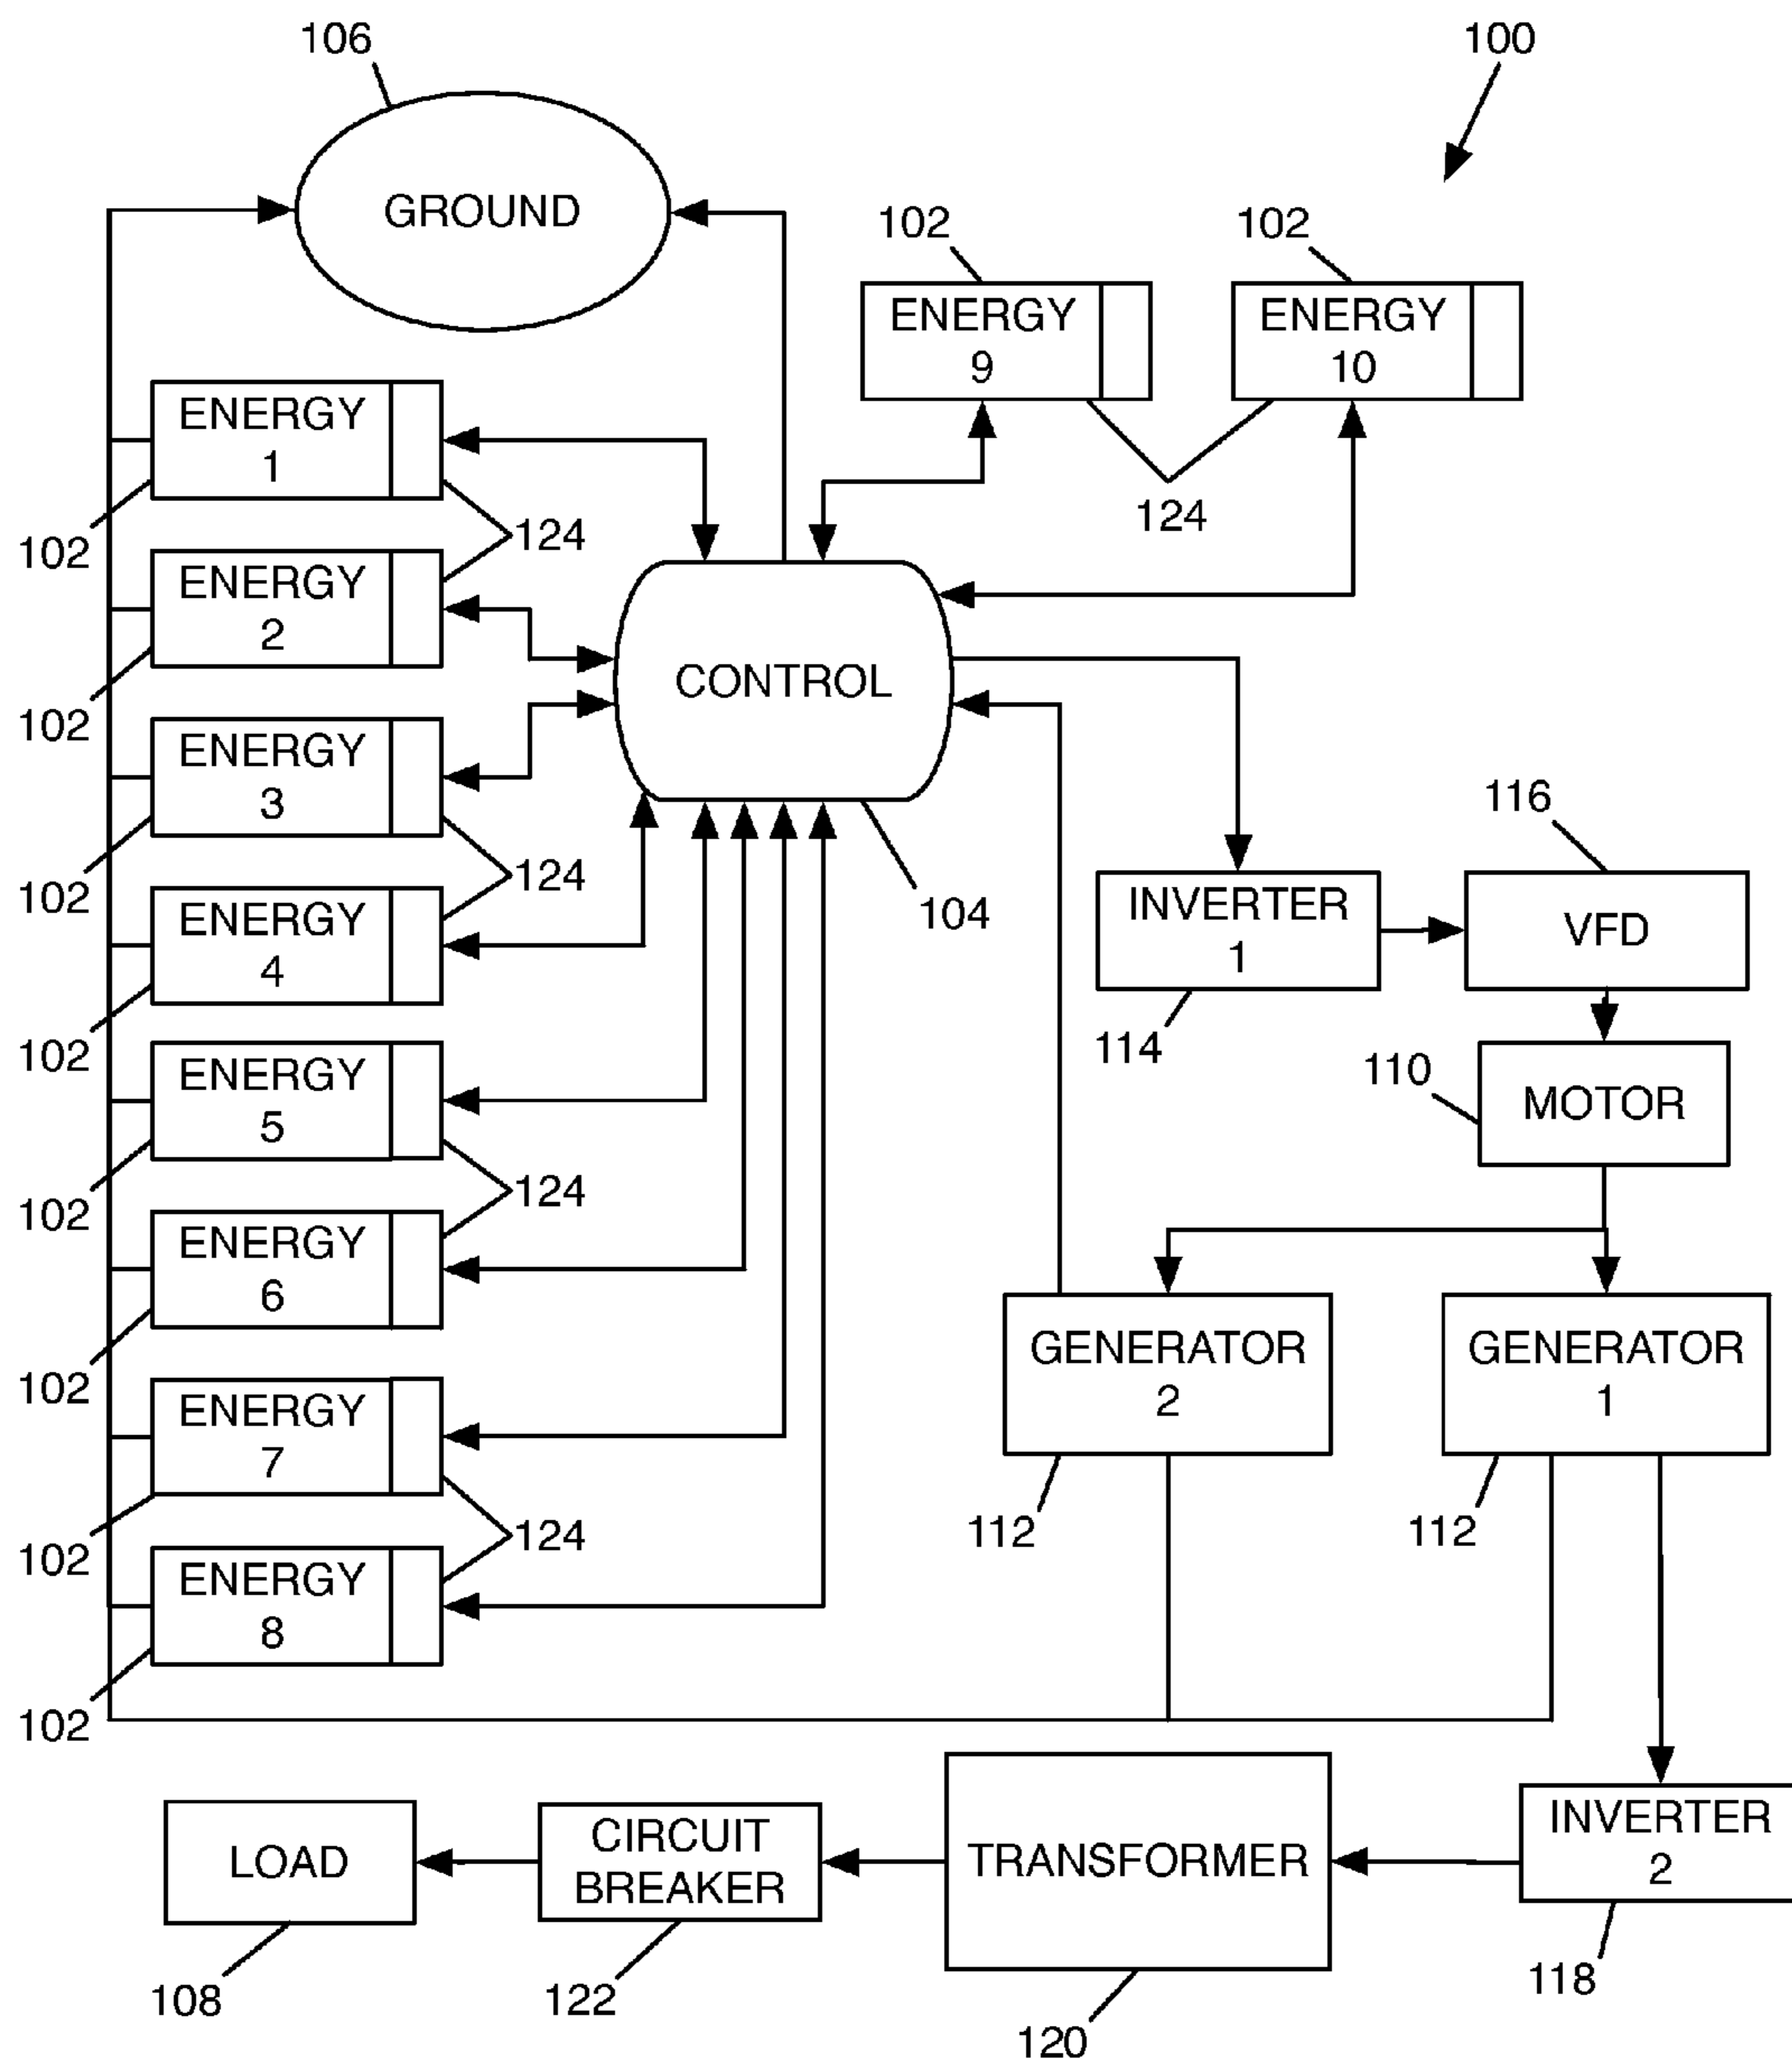 106
100
GROUND
102
102
ENERGY
9
ENERGY
10
124
ENERGY
1
102
124
ENERGY
2
102
CONTROL
ENERGY
3
102
124
104
ENERGY
4
102
116
INVERTER
1
VFD
114
110
MOTOR
ENERGY
5
102
124
ENERGY
6
102
GENERATOR
2
GENERATOR
1
112
112
ENERGY
7
102
124
ENERGY
8
102
LOAD
CIRCUIT
BREAKER
TRANSFORMER
INVERTER
2
108
122
120
118